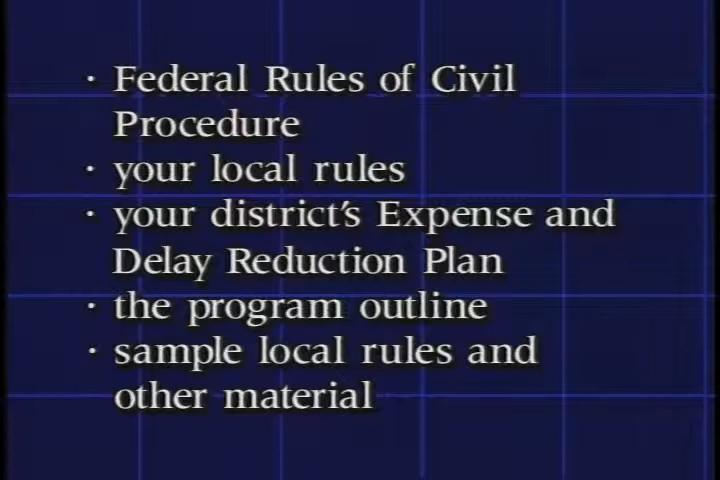 · Federal Rules of Civil
Procedure
· your local rules
· your district's Expense and
Delay Reduction Plan
· the program outline
· sample local rules and
other material